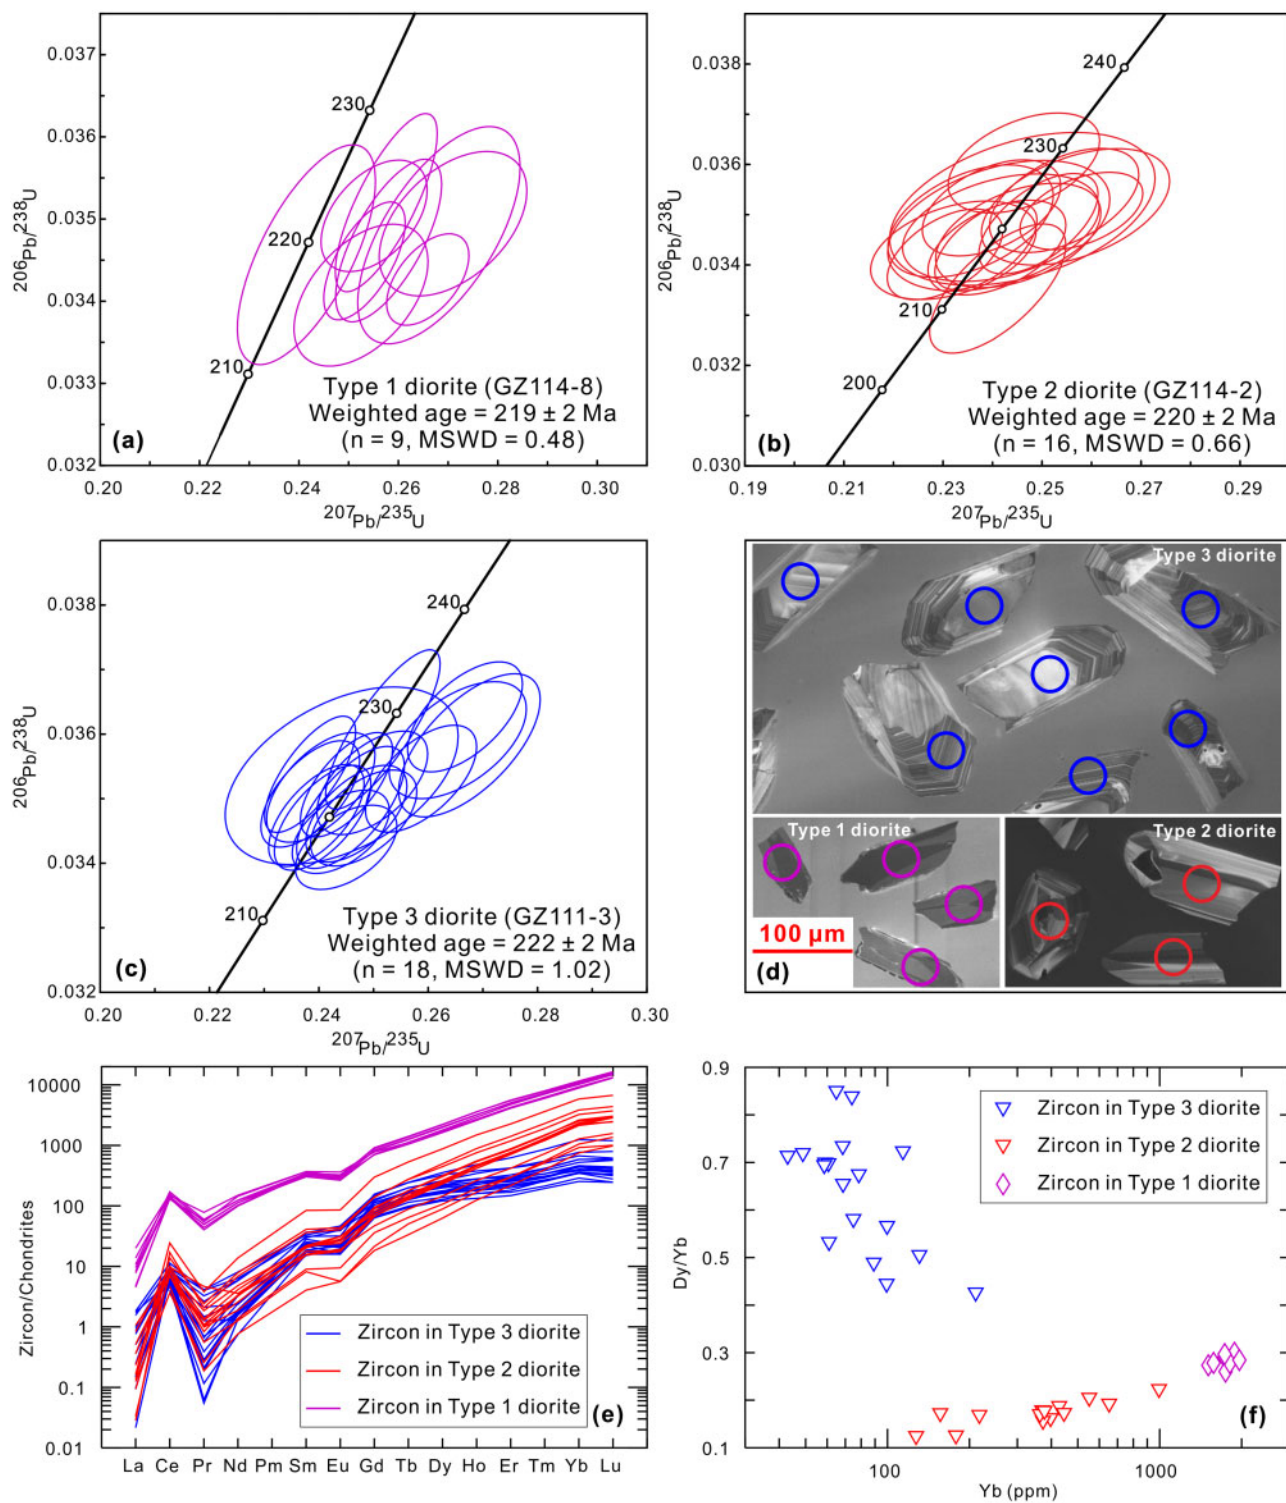 0.037
0.036
0.035
0.034
0.033
0.032
206Pb/238U
230
220
210
Type 1 diorite (GZ114-8)
Weighted age = 219 ± 2 Ma
(n = 9, MSWD = 0.48)
(a)
0.20 0.22 0.24 0.26 0.28 0.30
207Pb/235U
0.038
0.036
0.034
0.032
0.030
206Pb/238U
240
230
210
200
Type 2 diorite (GZ114-2)
Weighted age = 220 ± 2 Ma
(n = 16, MSWD = 0.66)
(b)
0.19 0.21 0.23 0.25 0.27 0.29
207Pb/235U
0.038
0.036
0.034
0.032
206Pb/238U
240
230
210
Type 3 diorite (GZ111-3)
Weighted age = 222 ± 2 Ma
(n = 18, MSWD = 1.02)
(c)
0.20 0.22 0.24 0.26 0.28 0.30
207Pb/235U
Type 3 diorite
Type 1 diorite
Type 2 diorite
100 μm
(d)
10000
1000
100
10
1
0.1
0.01
Zircon/Chondrites
Zircon in Type 3 diorite
Zircon in Type 2 diorite
Zircon in Type 1 diorite
(e)
La Ce Pr Nd Pm Sm Eu Gd Tb Dy Ho Er Tm Yb Lu
0.9
0.7
0.5
0.3
0.1
Dy/Yb
Zircon in Type 3 diorite
Zircon in Type 2 diorite
Zircon in Type 1 diorite
(f)
100 1000
Yb (ppm)